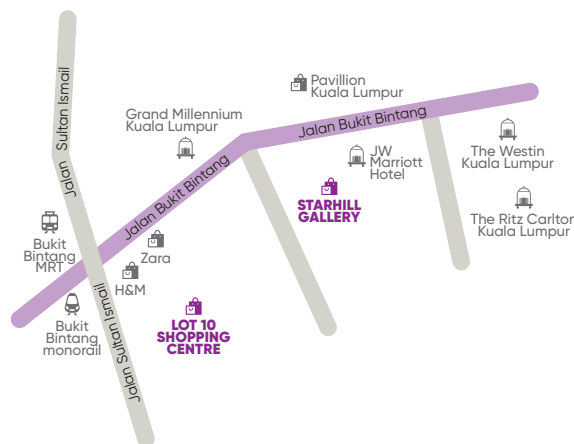 Jalan Sultan Ismail
Pavillion
Kuala Lumpur
Jalan Bukit Bintang
Grand Millennium
Kuala Lumpur
JW
Marriott
Hotel
The Westin
Kuala Lumpur
Jalan Bukit Bintang
STARHILL
GALLERY
The Ritz Carlton
Kuala Lumpur
Bukit
Bintang
MRT
Zara
H&M
Bukit
Bintang
monorail
Jalan Sultan Ismail
LOT 10
SHOPPING
CENTRE